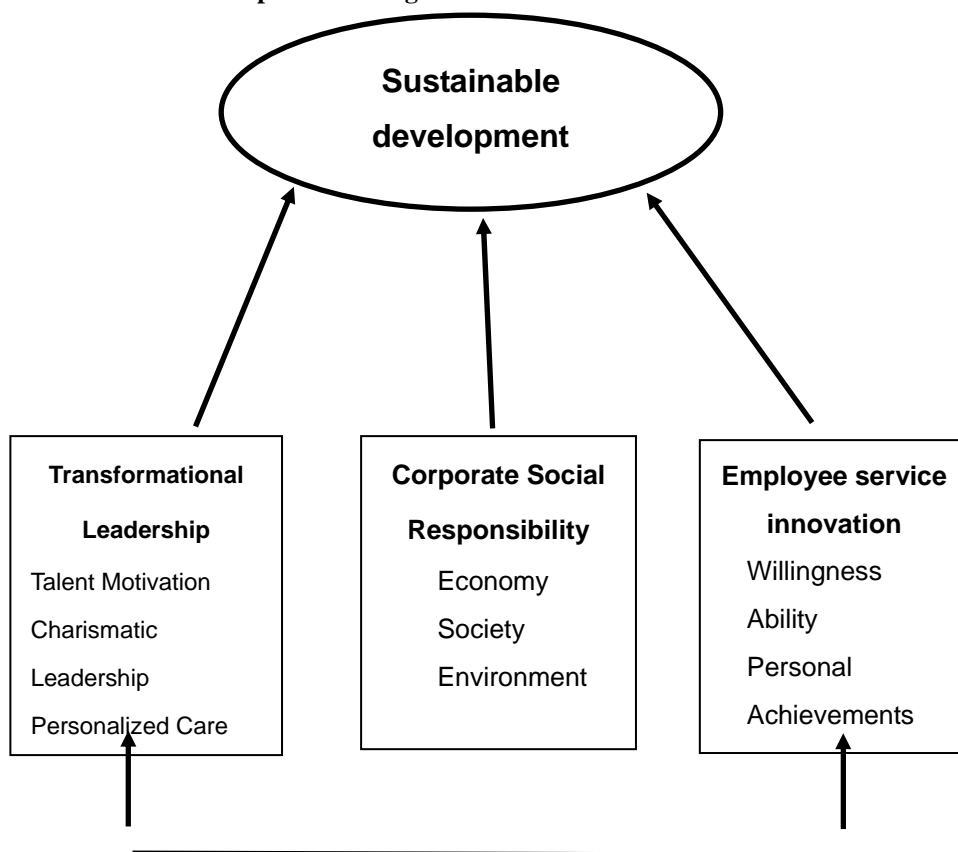 Sustainable
development
Transformational
Leadership
Talent Motivation
Charismatic
Leadership
Personalized Care
Corporate Social
Responsibility
Economy
Society
Environment
Employee service
innovation
Willingness
Ability
Personal
Achievements